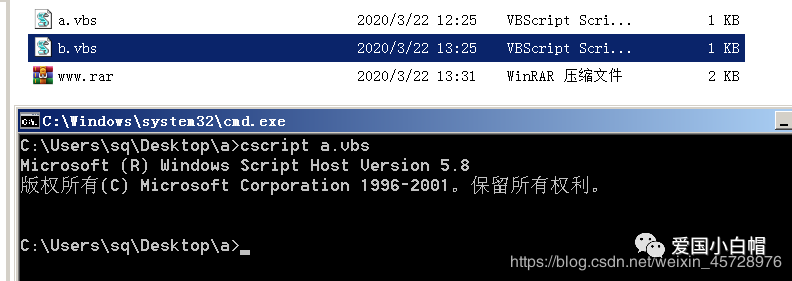 a.vbs 2020/3/22 12:25 VBScript Scri... 1 KB
b.vbs 2020/3/22 13:25 VBScript Scri... 1 KB
www.rar 2020/3/22 13:31 WinRAR 压缩文件 2 KB
C:\Windows\system32\cmd.exe
C:\Users\sq\Desktop\a>cscript a.vbs
Microsoft (R) Windows Script Host Version 5.8
版权所有(C) Microsoft Corporation 1996-2001。保留所有权利。
C:\Users\sq\Desktop\a>_
爱国小白帽
https://blog.csdn.net/weixin_45728976